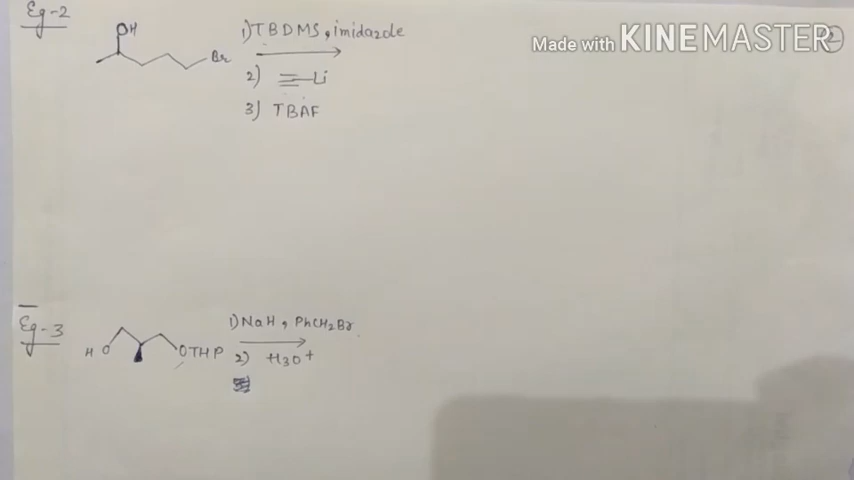 Eg-2
OH
Br
1) TBDMS, imidazole
2) ≡—Li
3) TBAF
Made with KINEMASTER
2
Eg-3
HO
OTHP
1) NaH, PhCH2Br
2) H3O+